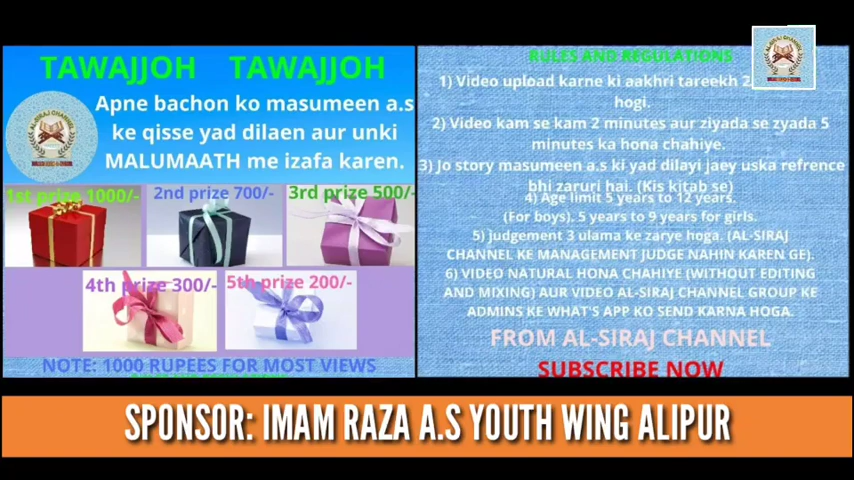 TAWAJJOH TAWAJJOH
Apne bachon ko masumeen a.s
ke qisse yad dilaen aur unki
MALUMAATH me izafa karen.
1st prize 1000/-
2nd prize 700/-
3rd prize 500/-
4th prize 300/-
5th prize 200/-
NOTE: 1000 RUPEES FOR MOST VIEWS
RULES AND REGULATIONS
1) Video upload karne ki aakhri tareekh 2
hogi.
2) Video kam se kam 2 minutes aur ziyada se zyada 5
minutes ka hona chahiye.
3) Jo story masumeen a.s ki yad dilayi jaey uska refrence
bhi zaruri hai. (Kis kitab se)
4) Age limit 5 years to 12 years.
(For boys), 5 years to 9 years for girls.
5) judgement 3 ulama ke zarye hoga. (AL-SIRAJ
CHANNEL KE MANAGEMENT JUDGE NAHIN KAREN GE).
6) VIDEO NATURAL HONA CHAHIYE (WITHOUT EDITING
AND MIXING) AUR VIDEO AL-SIRAJ CHANNEL GROUP KE
ADMINS KE WHAT'S APP KO SEND KARNA HOGA.
FROM AL-SIRAJ CHANNEL
SUBSCRIBE NOW
SPONSOR: IMAM RAZA A.S YOUTH WING ALIPUR